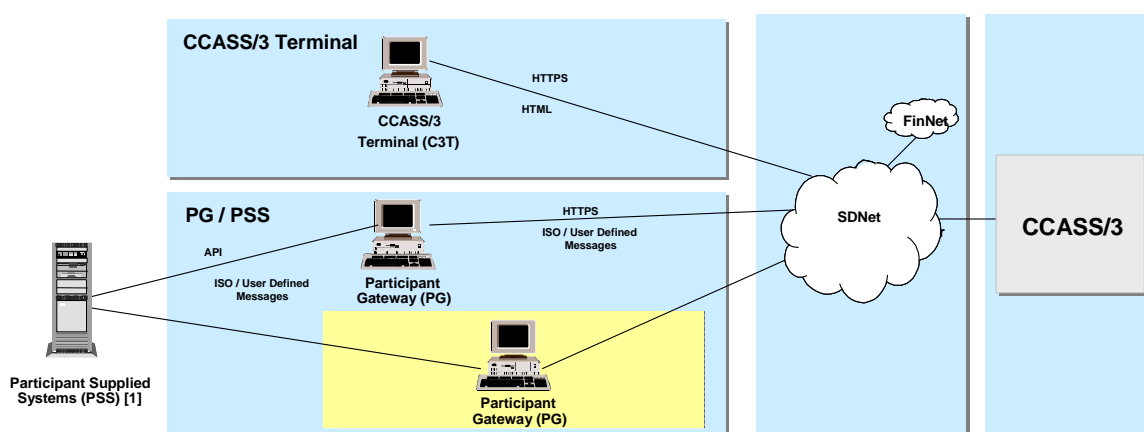 CCASS/3 Terminal
HTTPS
HTML
CCASS/3
Terminal (C3T)
FinNet
SDNet
CCASS/3
PG / PSS
HTTPS
ISO / User Defined
Messages
API
ISO / User Defined
Messages
Participant
Gateway (PG)
Participant Supplied
Systems (PSS) [1]
Participant
Gateway (PG)